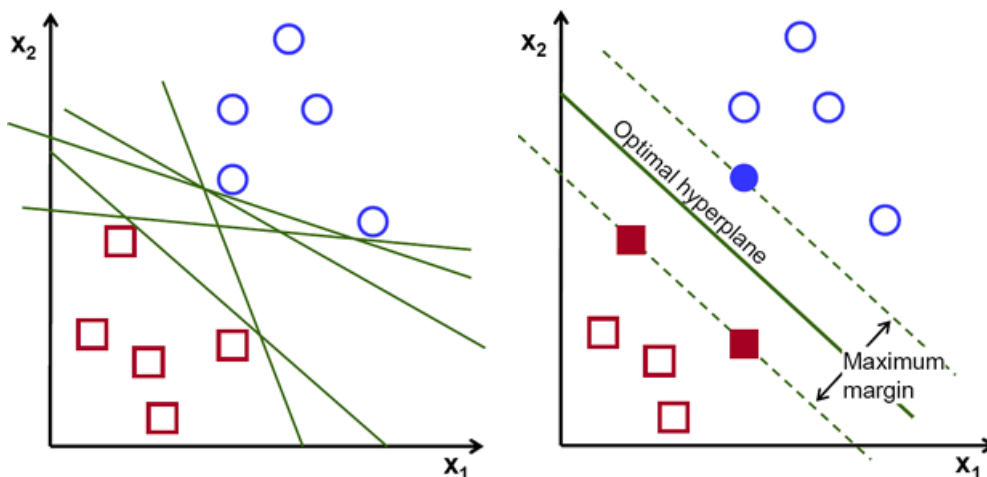 x₂
x₁
x₂
Optimal hyperplane
Maximum
margin
x₁